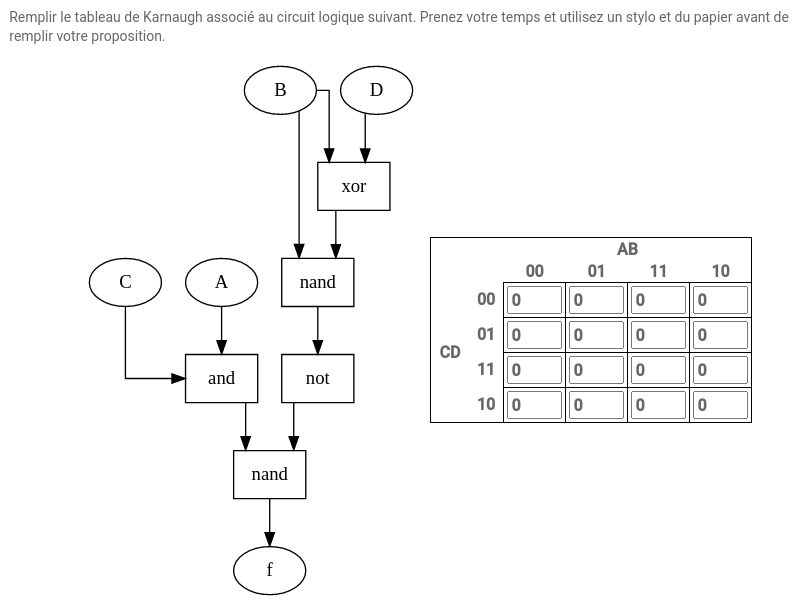 Remplir le tableau de Karnaugh associé au circuit logique suivant. Prenez votre temps et utilisez un stylo et du papier avant de
remplir votre proposition.
B D
xor
C A nand
and not
nand
f
AB
00 01 11 10
00 0 0 0 0
01 0 0 0 0
CD
11 0 0 0 0
10 0 0 0 0